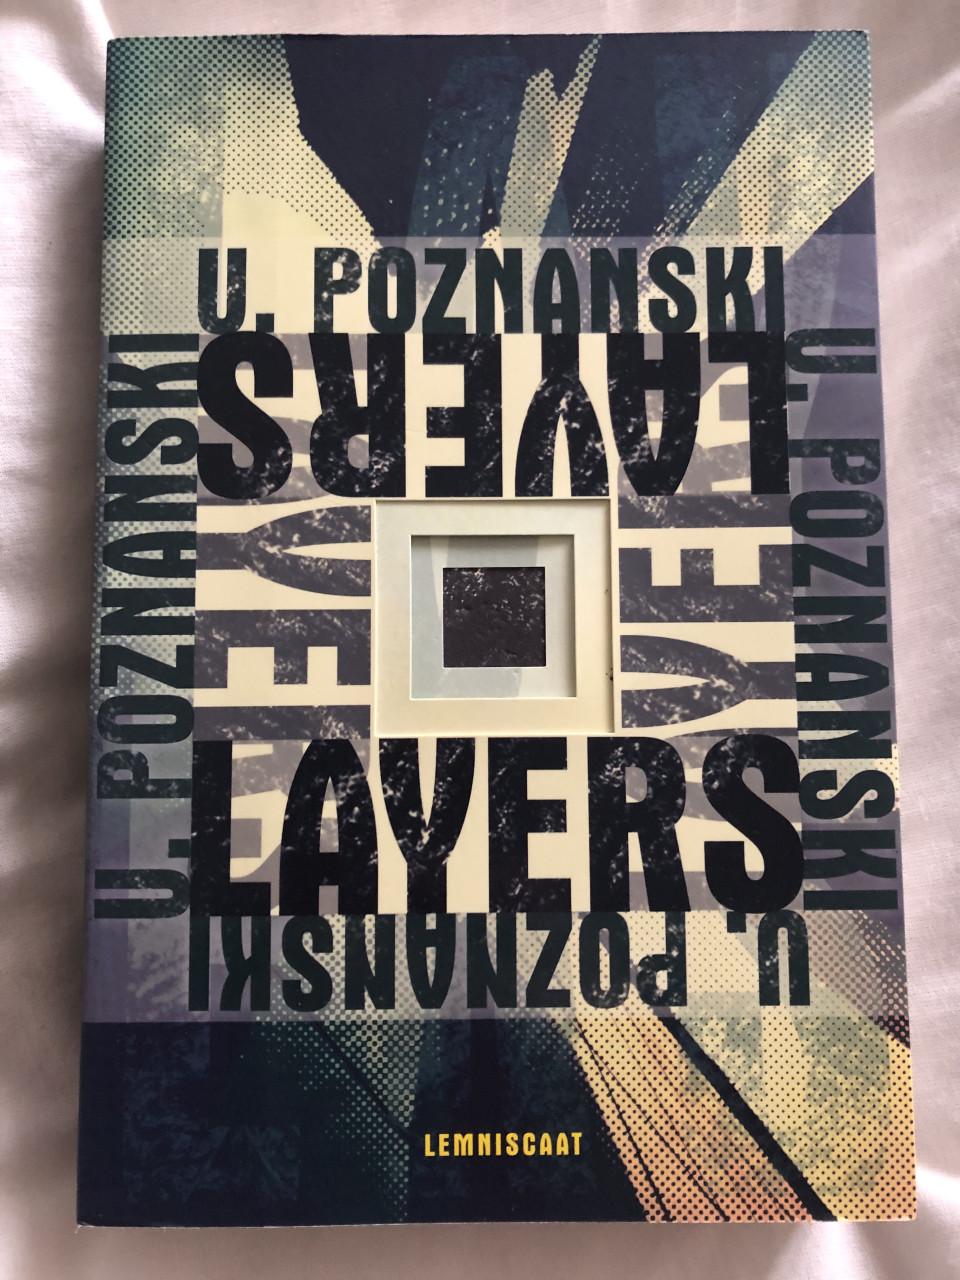 U. POZNANSKI
LAYERS
U. POZNANSKI
U. POZNANSKI
LAYERS
LAYERS
LAYERS
U. POZNANSKI
LEMNISCAAT